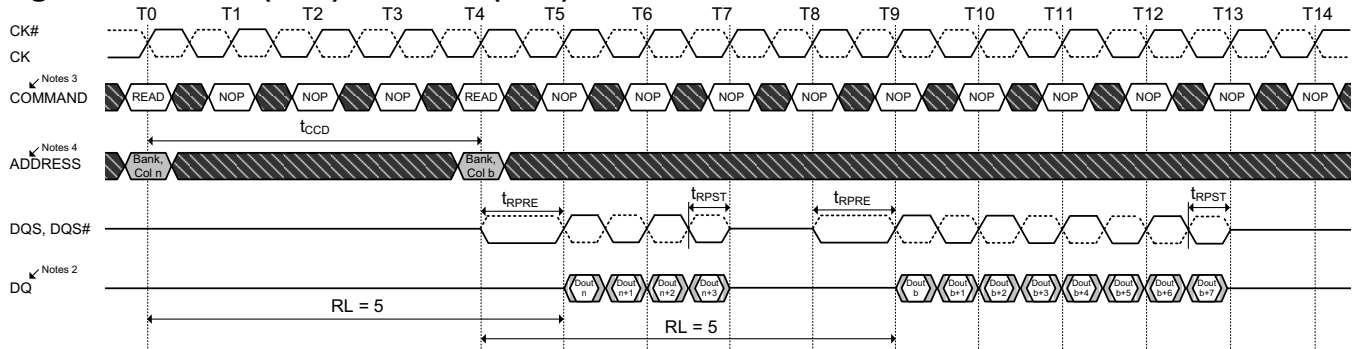 T0 T1 T2 T3 T4 T5 T6 T7 T8 T9 T10 T11 T12 T13 T14
CK#
CK
Notes 3
COMMAND READ NOP NOP NOP READ NOP NOP NOP NOP NOP NOP NOP NOP NOP NOP
tCCD
Notes 4
ADDRESS Bank, Col n Bank, Col b
tRPRE tRPST tRPRE tRPST
DQS, DQS#
Notes 2
DQ Dout n Dout n+1 Dout n+2 Dout n+3 Dout b Dout b+1 Dout b+2 Dout b+3 Dout b+4 Dout b+5 Dout b+6 Dout b+7
RL = 5
RL = 5